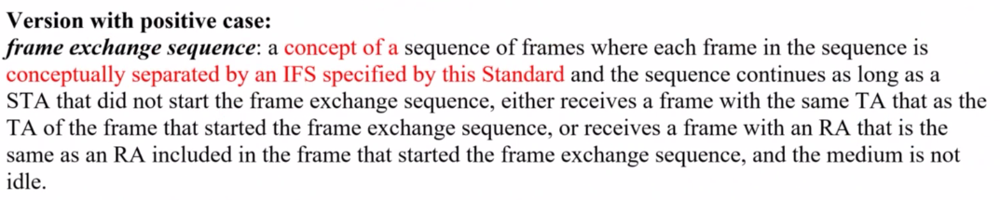 Version with positive case:
frame exchange sequence: a concept of a sequence of frames where each frame in the sequence is
conceptually separated by an IFS specified by this Standard and the sequence continues as long as a
STA that did not start the frame exchange sequence, either receives a frame with the same TA that as the
TA of the frame that started the frame exchange sequence, or receives a frame with an RA that is the
same as an RA included in the frame that started the frame exchange sequence, and the medium is not
idle.